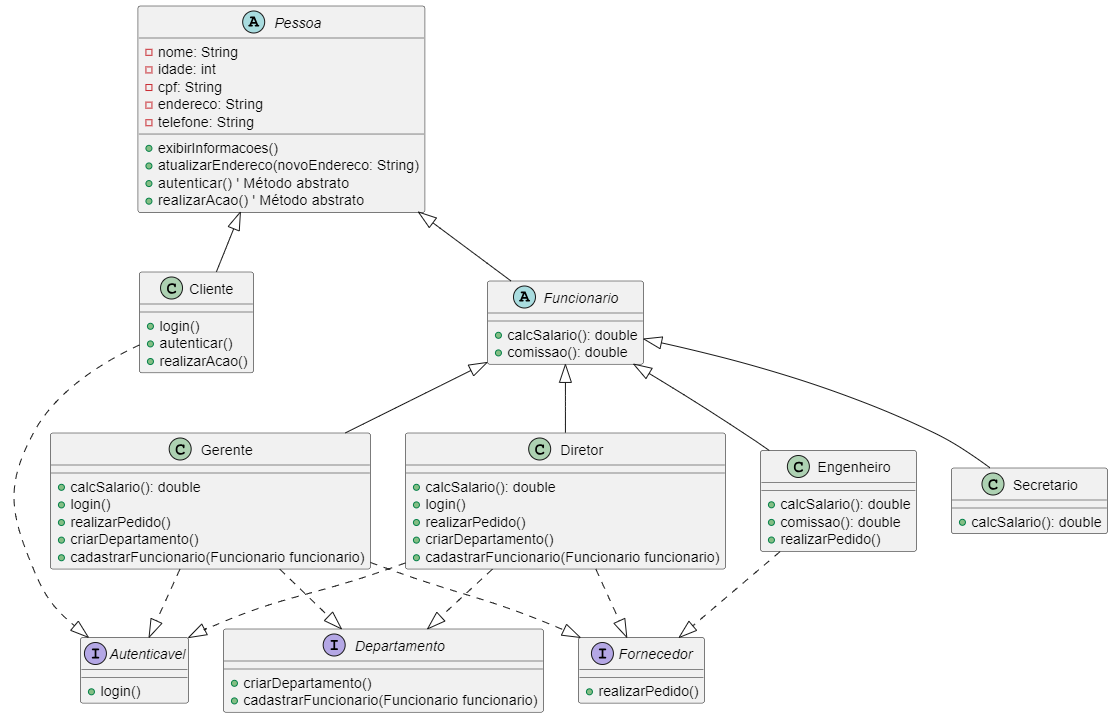 A Pessoa
nome: String
idade: int
cpf: String
endereco: String
telefone: String
exibirInformacoes()
atualizarEndereco(novoEndereco: String)
autenticar() ' Método abstrato
realizarAcao() ' Método abstrato
C Cliente
login()
autenticar()
realizarAcao()
A Funcionario
calcSalario(): double
comissao(): double
C Gerente
calcSalario(): double
login()
realizarPedido()
criarDepartamento()
cadastrarFuncionario(Funcionario funcionario)
C Diretor
calcSalario(): double
login()
realizarPedido()
criarDepartamento()
cadastrarFuncionario(Funcionario funcionario)
C Engenheiro
calcSalario(): double
comissao(): double
realizarPedido()
C Secretario
calcSalario(): double
I Autenticavel
login()
I Departamento
criarDepartamento()
cadastrarFuncionario(Funcionario funcionario)
I Fornecedor
realizarPedido()